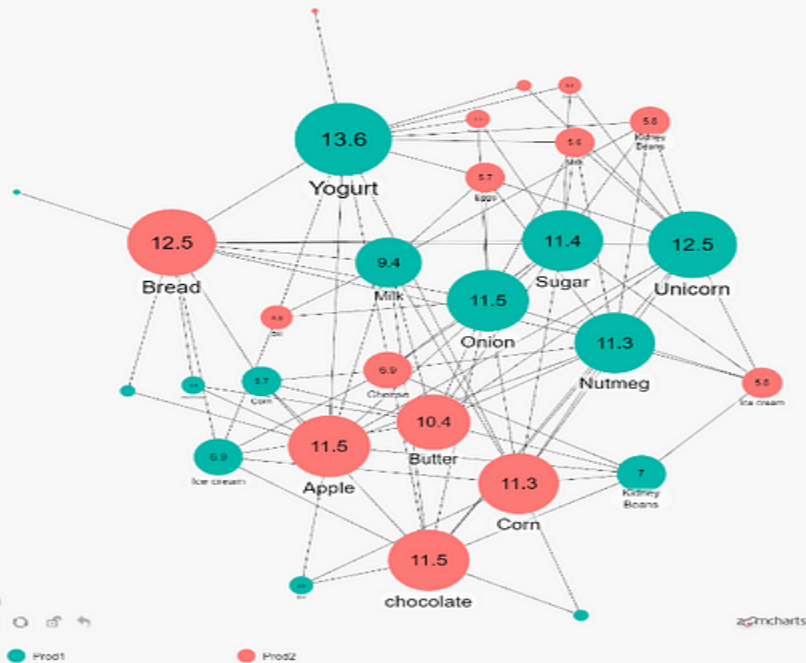 13.6
Yogurt
5.8
Kidney
Beans
5.6
Milk
5.7
Eggs
12.5
Bread
9.4
Milk
11.4
Sugar
12.5
Unicorn
11.5
Onion
11.3
Nutmeg
5.7
Corn
6.9
Cheese
5.8
Ice cream
11.5
Apple
10.4
Butter
Ice cream
11.3
Corn
7
Kidney
Beans
11.5
chocolate
zoomcharts
Prod1
Prod2